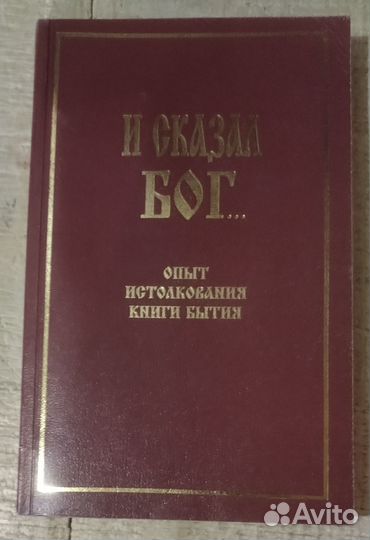 И СКАЗАЛ
БОГ...
ОПЫТ
ИСТОЛКОВАНИЯ
КНИГИ БЫТИЯ
Avito